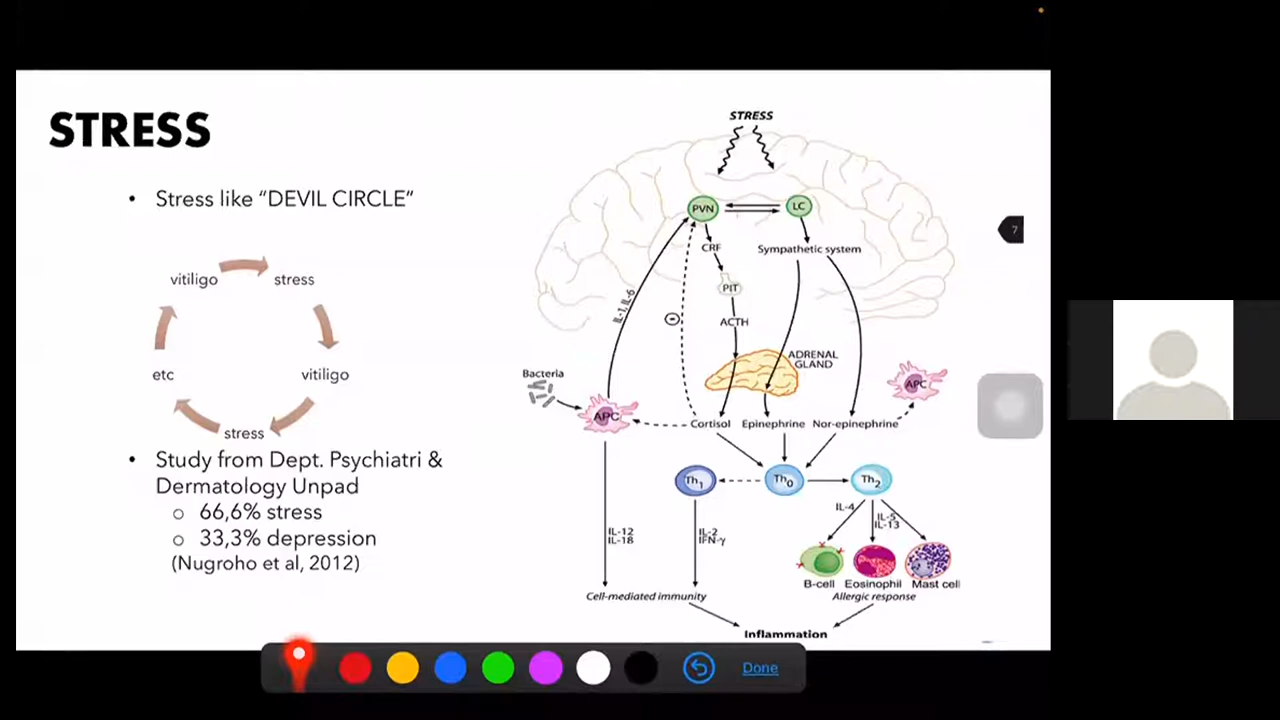 STRESS
• Stress like “DEVIL CIRCLE”
vitiligo
stress
vitiligo
stress
etc
• Study from Dept. Psychiatri &
Dermatology Unpad
o 66,6% stress
o 33,3% depression
(Nugroho et al, 2012)
STRESS
PVN
LC
CRF
Sympathetic system
PIT
IL-1, IL-6
ACTH
ADRENAL
GLAND
Bacteria
APC
APC
Cortisol
Epinephrine
Nor-epinephrine
Th1
Th0
Th2
IL-4
IL-5
IL-13
IL-12
IL-18
IL-2
IFN-γ
B-cell
Eosinophil
Mast cell
Cell-mediated immunity
Allergic response
Inflammation
7
Done